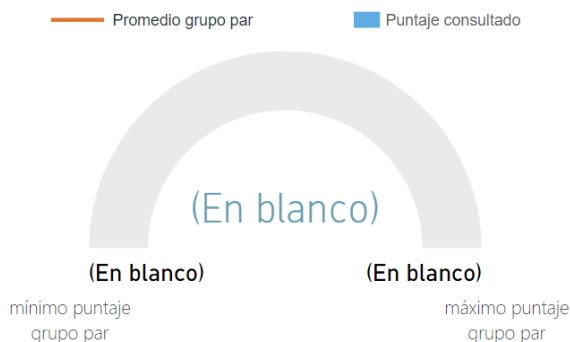 Promedio grupo par
Puntaje consultado
(En blanco)
(En blanco)
(En blanco)
mínimo puntaje
grupo par
máximo puntaje
grupo par